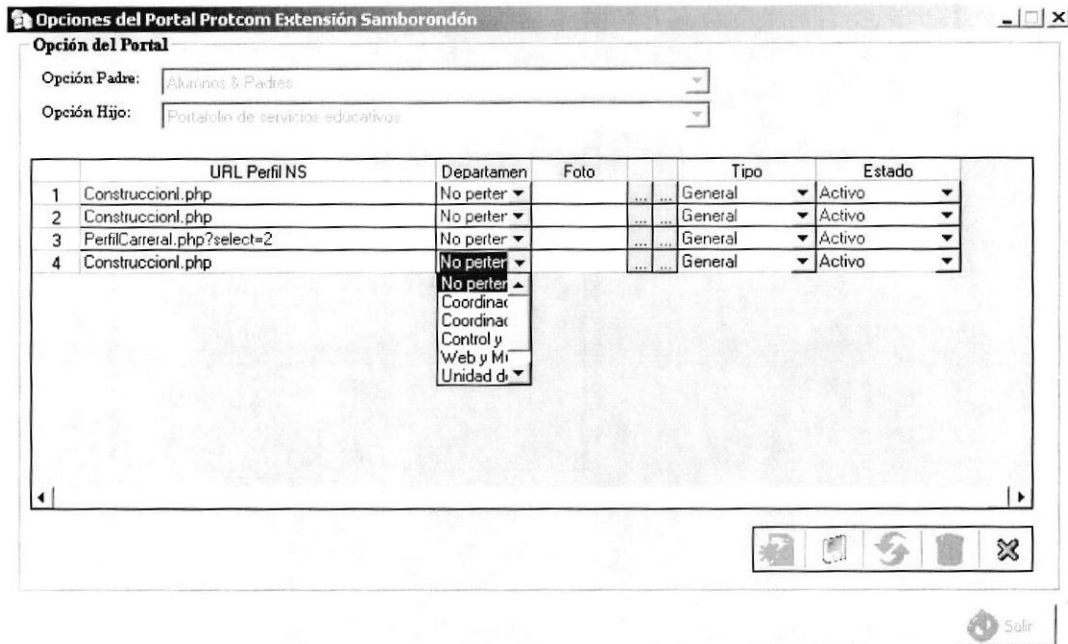 Opciones del Portal Protcom Extensión Samborondón
Opción del Portal
Opción Padre: Alumnos & Padres
Opción Hijo: Portafolio de servicios educativos
URL Perfil NS Departamen Foto Tipo Estado
1 ConstruccionI.php No perter ... ... General Activo
2 ConstruccionI.php No perter ... ... General Activo
3 PerfilCarreraI.php?select=2 No perter ... ... General Activo
4 ConstruccionI.php No perter ... ... General Activo
No perter
Coordinac
Coordinac
Control y
Web y Mu
Unidad de
Salir